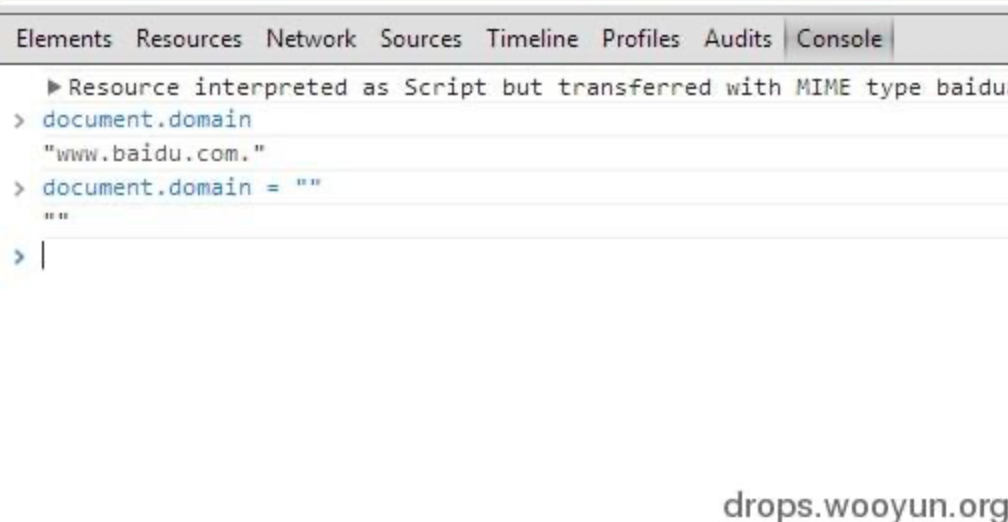 Elements Resources Network Sources Timeline Profiles Audits Console
▶ Resource interpreted as Script but transferred with MIME type baidu
> document.domain
"www.baidu.com."
> document.domain = ""
""
>
drops.wooyun.org